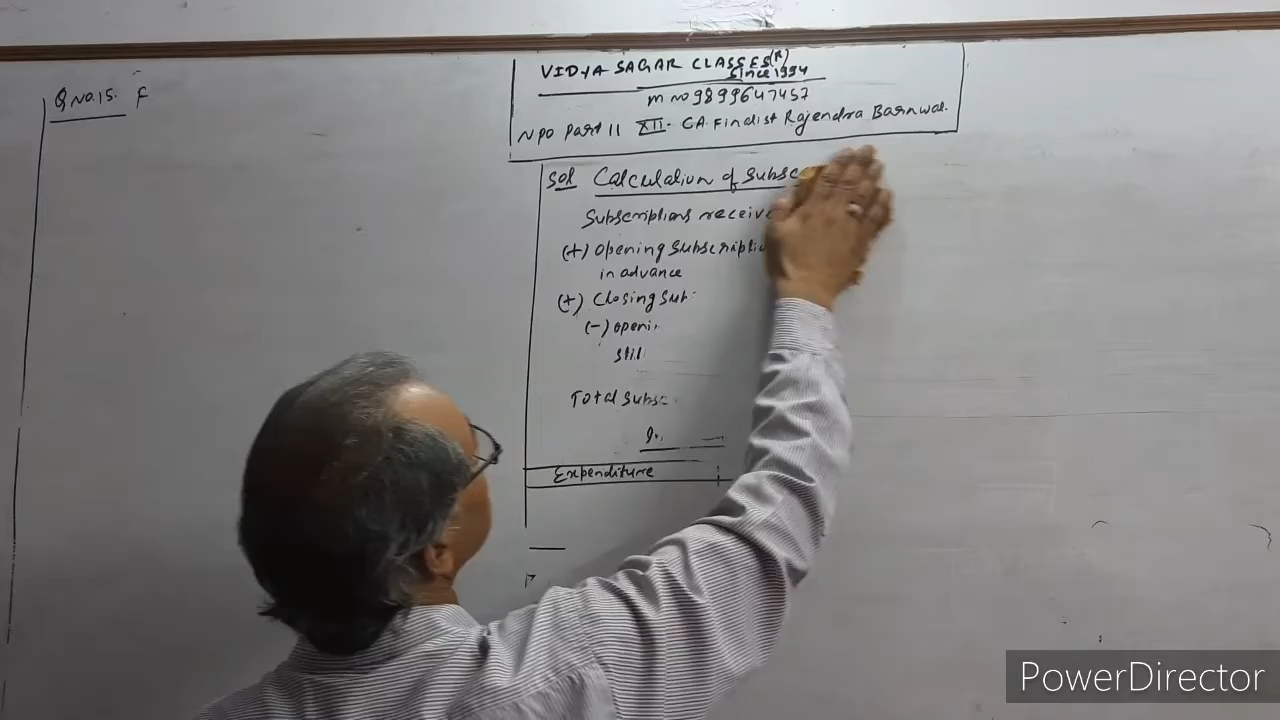 Q NO.15. F
VIDYA SAGAR CLASSES(R)
Since 1994
M NO 9899647457
NPO Part II XII. CA. Findist Rajendra Barnwal.
Sol Calculation of Subsc
Subscriptions receive
(+) Opening Subscriptio
in advance
(+) Closing Sub
(-) openi
Stil
Total Subsc
Expenditure
PowerDirector